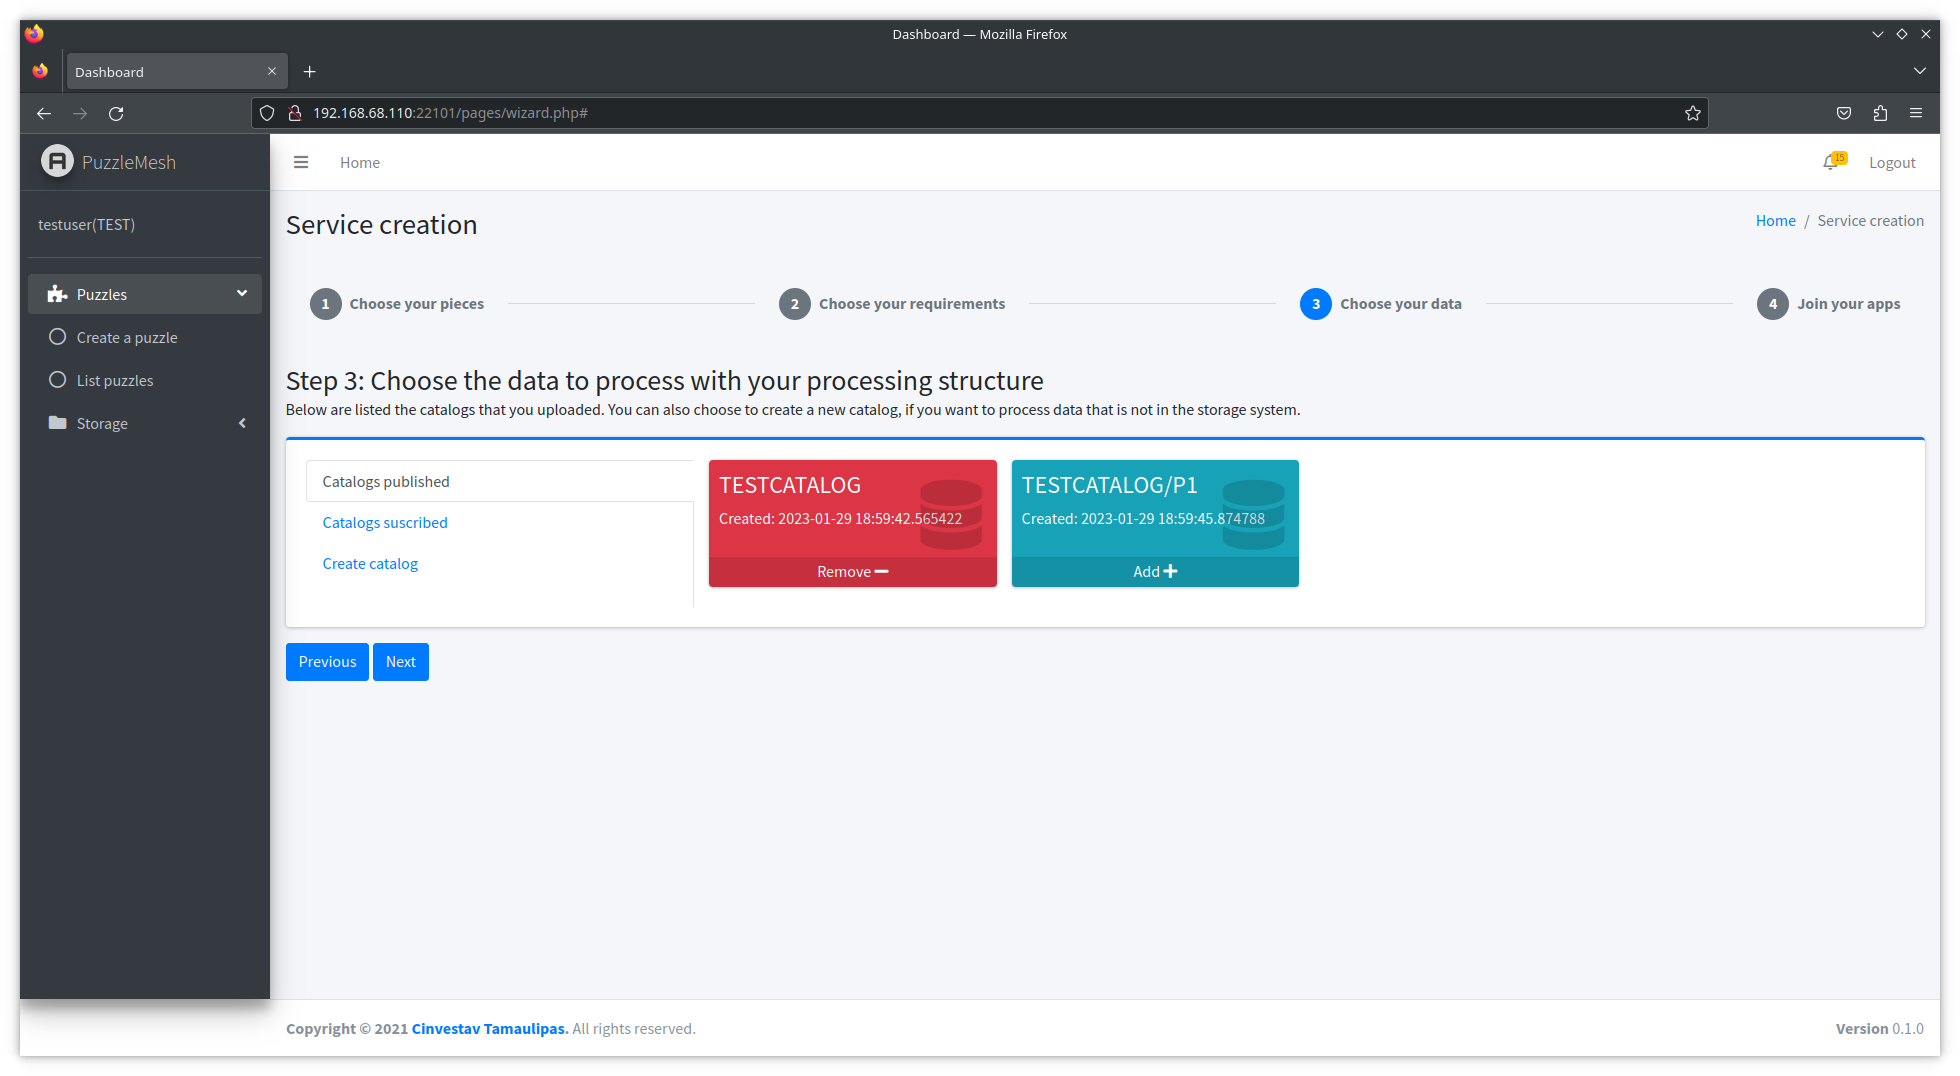 Dashboard — Mozilla Firefox
Dashboard
192.168.68.110:22101/pages/wizard.php#
PuzzleMesh
Home
15
Logout
testuser(TEST)
Service creation
Home / Service creation
Puzzles
Create a puzzle
List puzzles
Storage
1 Choose your pieces
2 Choose your requirements
3 Choose your data
4 Join your apps
Step 3: Choose the data to process with your processing structure
Below are listed the catalogs that you uploaded. You can also choose to create a new catalog, if you want to process data that is not in the storage system.
Catalogs published
Catalogs suscribed
Create catalog
TESTCATALOG
Created: 2023-01-29 18:59:42.565422
Remove
TESTCATALOG/P1
Created: 2023-01-29 18:59:45.874788
Add
Previous
Next
Copyright © 2021 Cinvestav Tamaulipas. All rights reserved.
Version 0.1.0